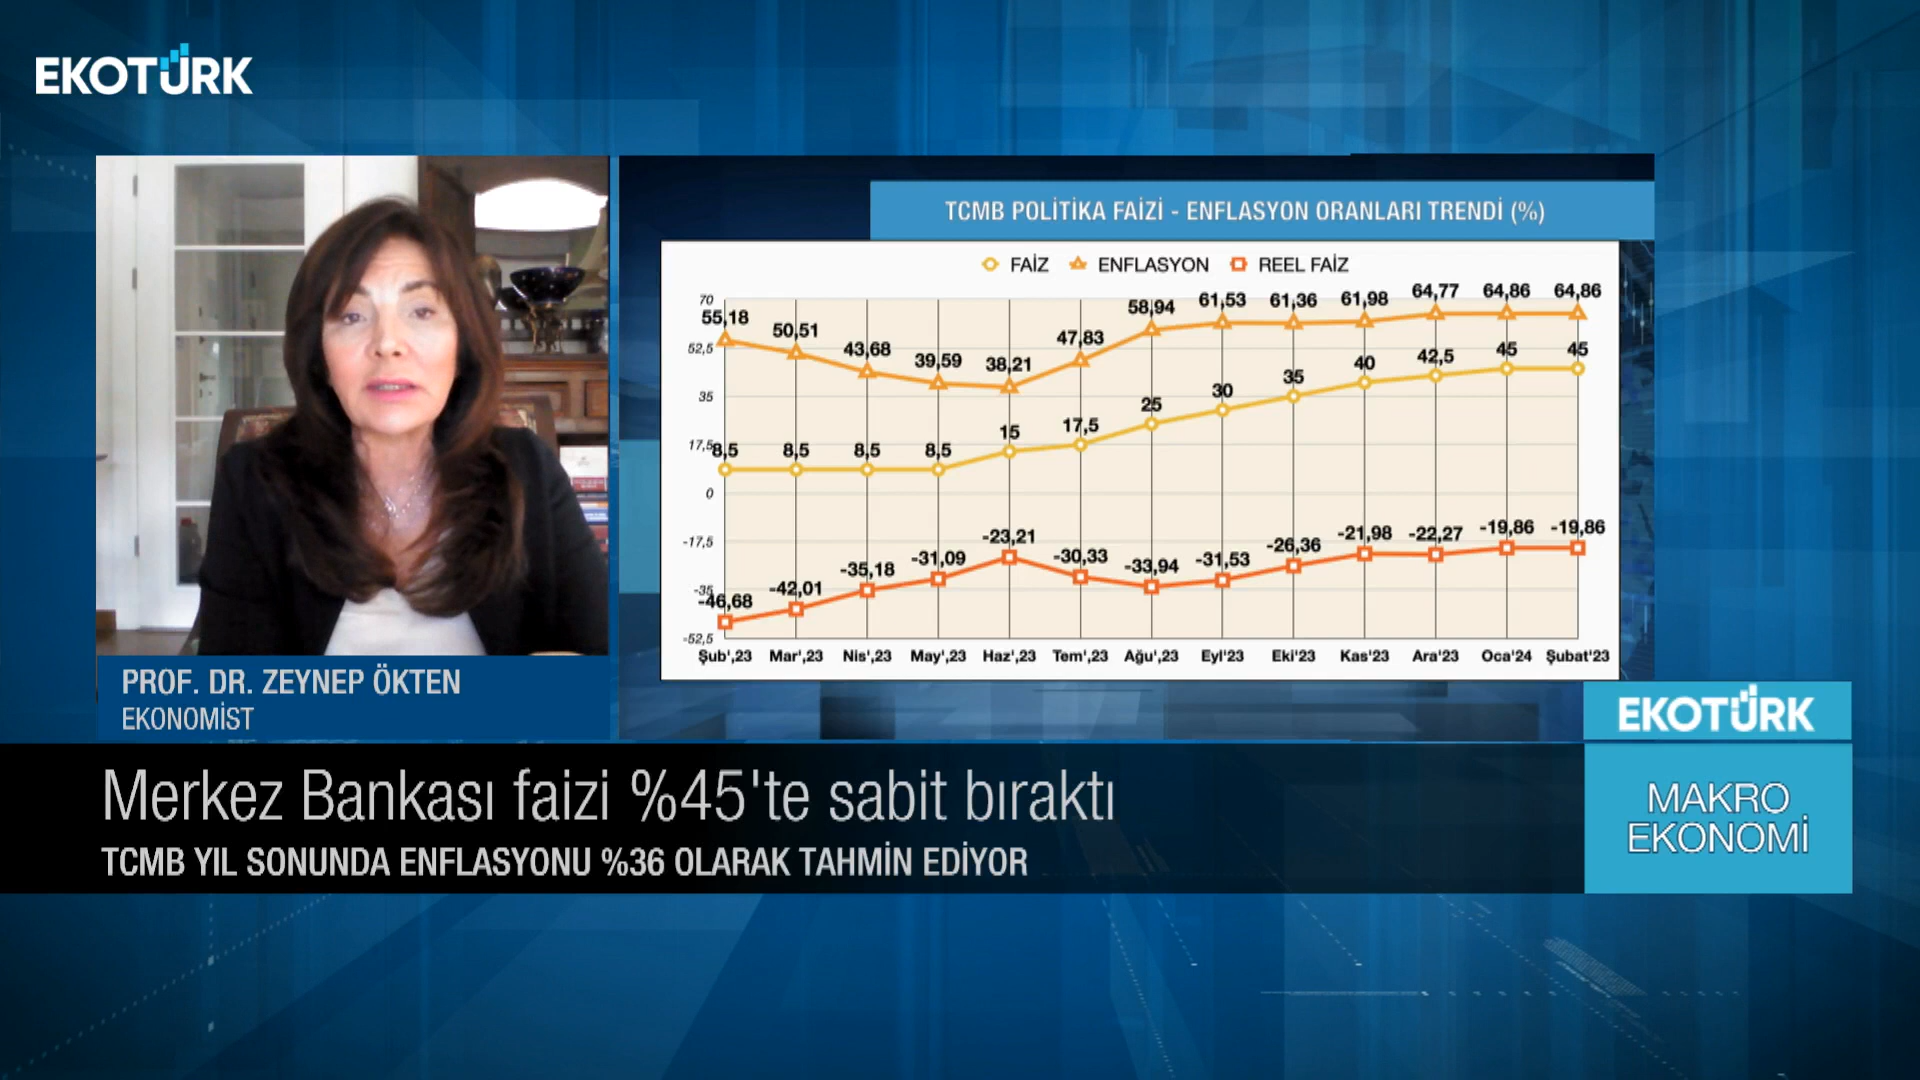 EKOTÜRK
TCMB POLİTİKA FAİZİ - ENFLASYON ORANLARI TRENDİ (%)
FAİZ ENFLASYON REEL FAİZ
70
52,5
35
17,5
0
-17,5
-35
-52,5
55,18 50,51 43,68 39,59 38,21 47,83 58,94 61,53 61,36 61,98 64,77 64,86 64,86
8,5 8,5 8,5 8,5 15 17,5 25 30 35 40 42,5 45 45
-46,68 -42,01 -35,18 -31,09 -23,21 -30,33 -33,94 -31,53 -26,36 -21,98 -22,27 -19,86 -19,86
Şub',23 Mar',23 Nis',23 May',23 Haz',23 Tem',23 Ağu',23 Eyl'23 Eki'23 Kas'23 Ara'23 Oca'24 Şubat'23
PROF. DR. ZEYNEP ÖKTEN
EKONOMİST
EKOTÜRK
Merkez Bankası faizi %45'te sabit bıraktı
TCMB YIL SONUNDA ENFLASYONU %36 OLARAK TAHMİN EDİYOR
MAKRO
EKONOMİ